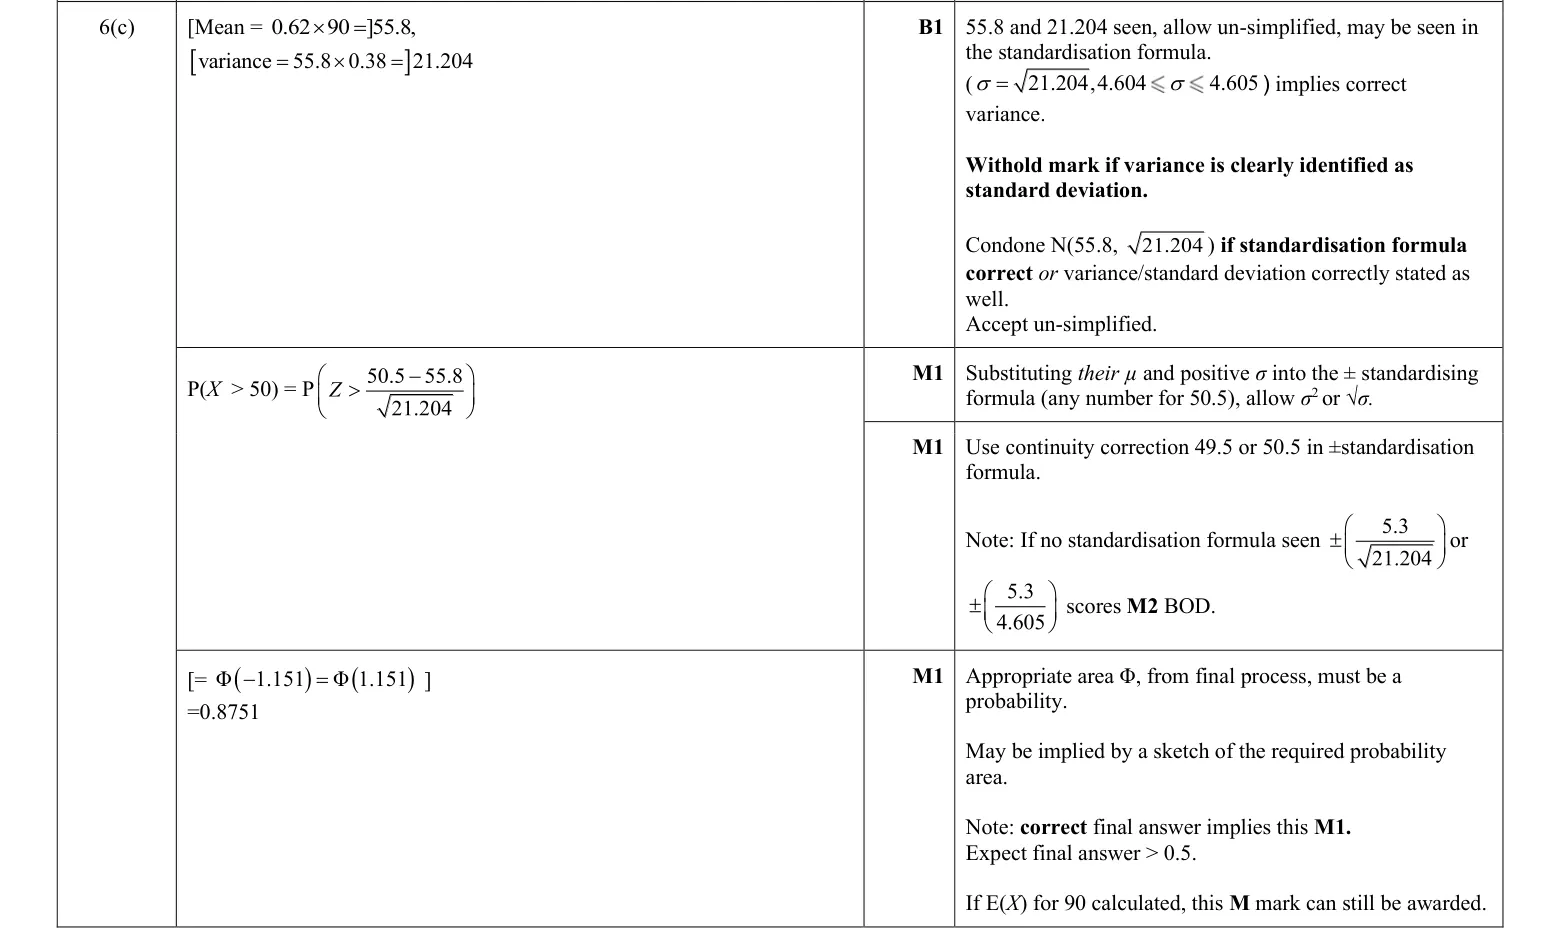 6(c)
[Mean = 0.62×90 =]55.8,
[variance = 55.8×0.38 =]21.204
B1
55.8 and 21.204 seen, allow un-simplified, may be seen in
the standardisation formula.
( σ = √21.204, 4.604 ⩽ σ ⩽ 4.605 ) implies correct
variance.
Withold mark if variance is clearly identified as
standard deviation.
Condone N(55.8, √21.204 ) if standardisation formula
correct or variance/standard deviation correctly stated as
well.
Accept un-simplified.
P(X > 50) = P( Z > (50.5 − 55.8)/√21.204 )
M1
Substituting their μ and positive σ into the ± standardising
formula (any number for 50.5), allow σ² or √σ.
M1
Use continuity correction 49.5 or 50.5 in ±standardisation
formula.
Note: If no standardisation formula seen ±(5.3/√21.204) or
±(5.3/4.605) scores M2 BOD.
[= Φ(−1.151) = Φ(1.151) ]
=0.8751
M1
Appropriate area Φ, from final process, must be a
probability.
May be implied by a sketch of the required probability
area.
Note: correct final answer implies this M1.
Expect final answer > 0.5.
If E(X) for 90 calculated, this M mark can still be awarded.